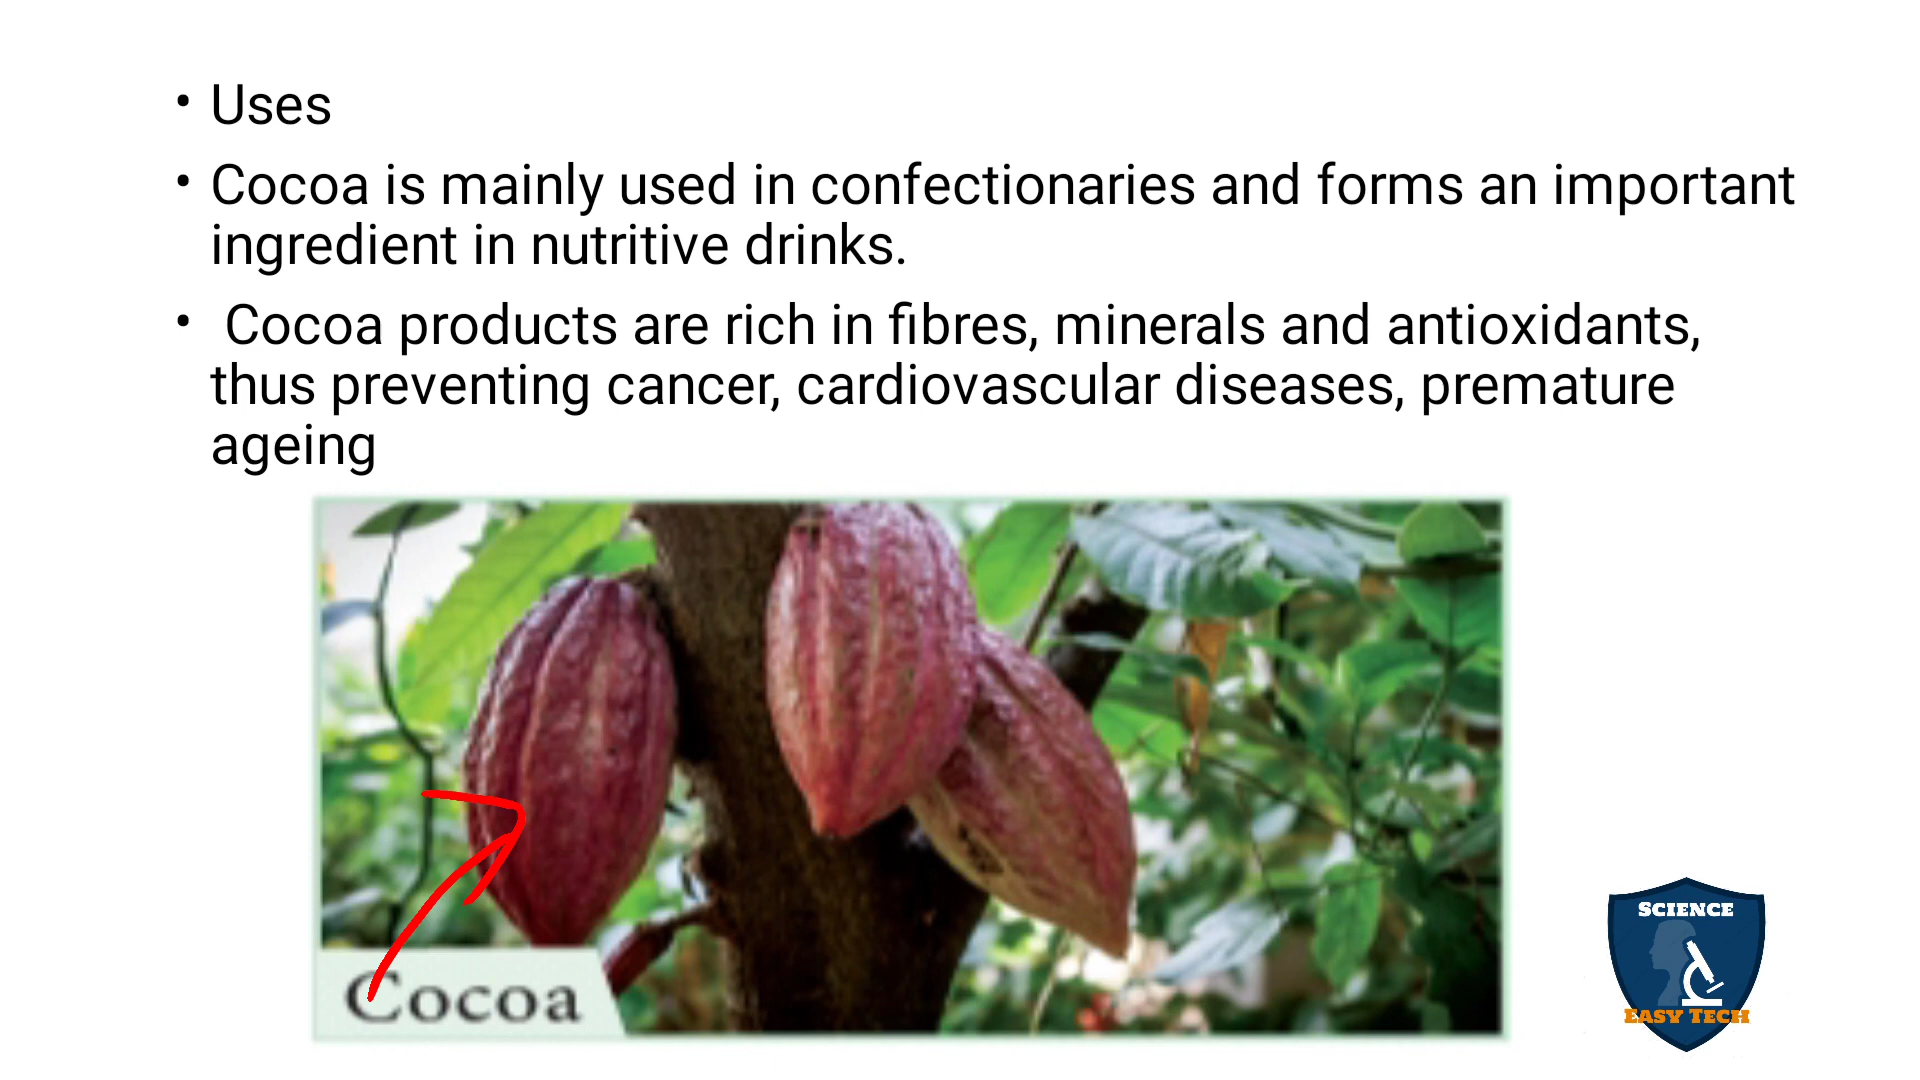 • Uses
• Cocoa is mainly used in confectionaries and forms an important
ingredient in nutritive drinks.
• Cocoa products are rich in fibres, minerals and antioxidants,
thus preventing cancer, cardiovascular diseases, premature
ageing
Cocoa
SCIENCE
EASY TECH